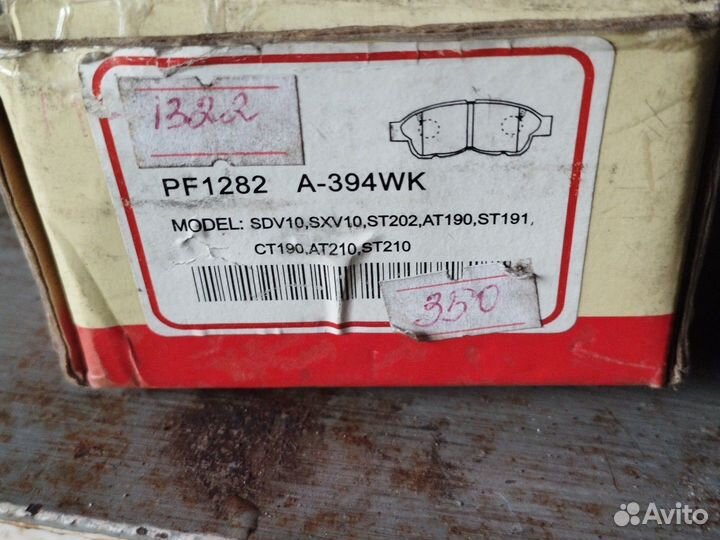 1322
PF1282 A-394WK
MODEL: SDV10,SXV10,ST202,AT190,ST191,
CT190,AT210,ST210
350
Avito